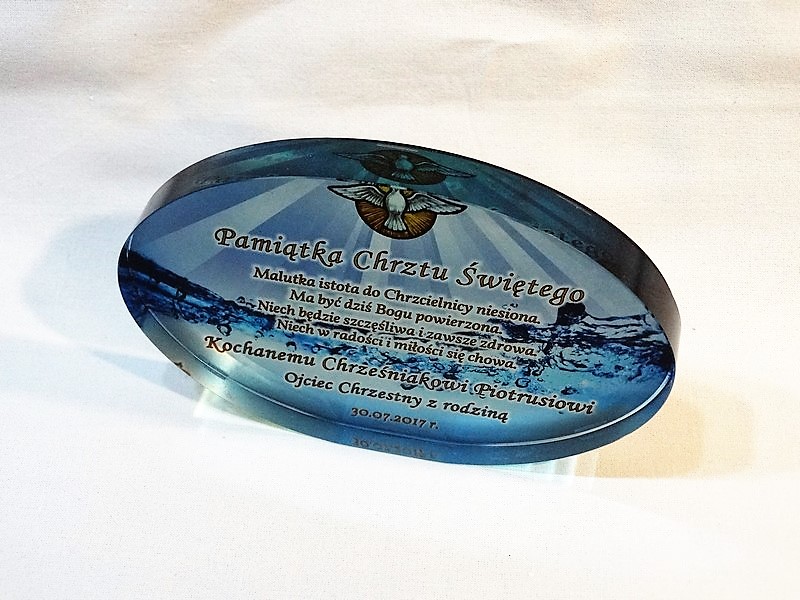 Pamiątka Chrztu Świętego
Malutka istota do Chrzcielnicy niesiona.
Ma być dziś Bogu powierzona.
Niech będzie szczęśliwa i zawsze zdrowa.
Niech w radości i miłości się chowa.
Kochanemu Chrześniakowi Piotrusiowi
Ojciec Chrzestny z rodziną
30.07.2017 r.